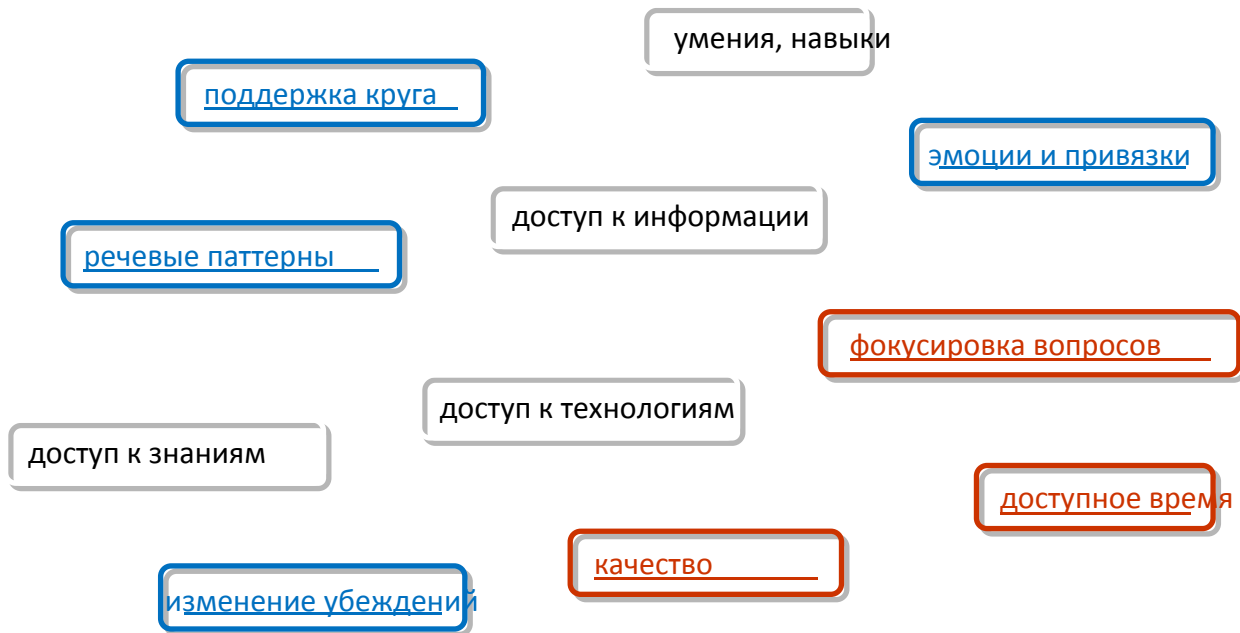 умения, навыки
поддержка круга
эмоции и привязки
доступ к информации
речевые паттерны
фокусировка вопросов
доступ к технологиям
доступ к знаниям
доступное время
качество
изменение убеждений